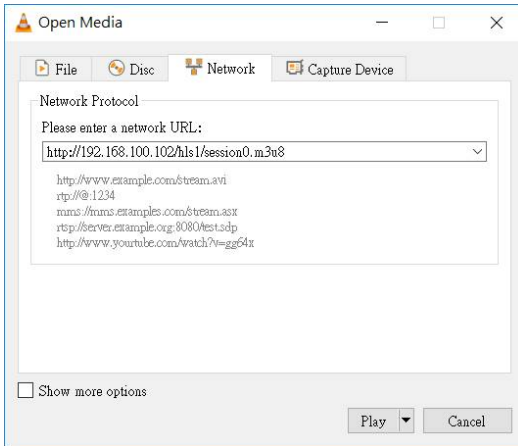 Open Media
File Disc Network Capture Device
Network Protocol
Please enter a network URL:
http://192.168.100.102/hls1/session0.m3u8
http://www.example.com/stream.avi
rtp://@:1234
mms://mms.examples.com/stream.asx
rtsp://server.example.org:8080/test.sdp
http://www.yourtube.com/watch?v=gg64x
Show more options
Play Cancel